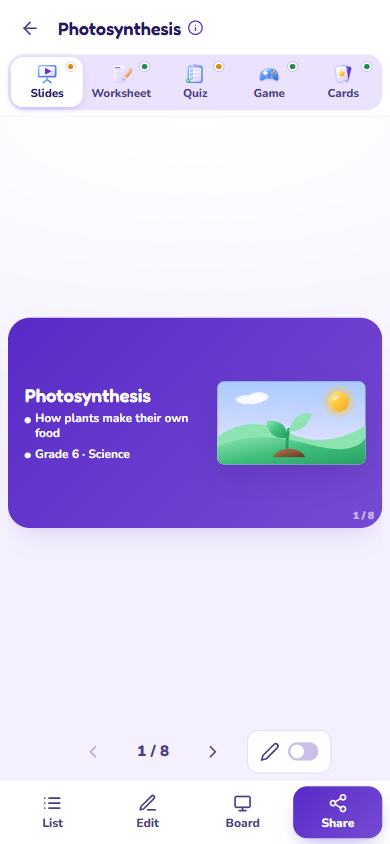 Photosynthesis
Slides
Worksheet
Quiz
Game
Cards
Photosynthesis
• How plants make their own
food
• Grade 6 · Science
1 / 8
1 / 8
List
Edit
Board
Share